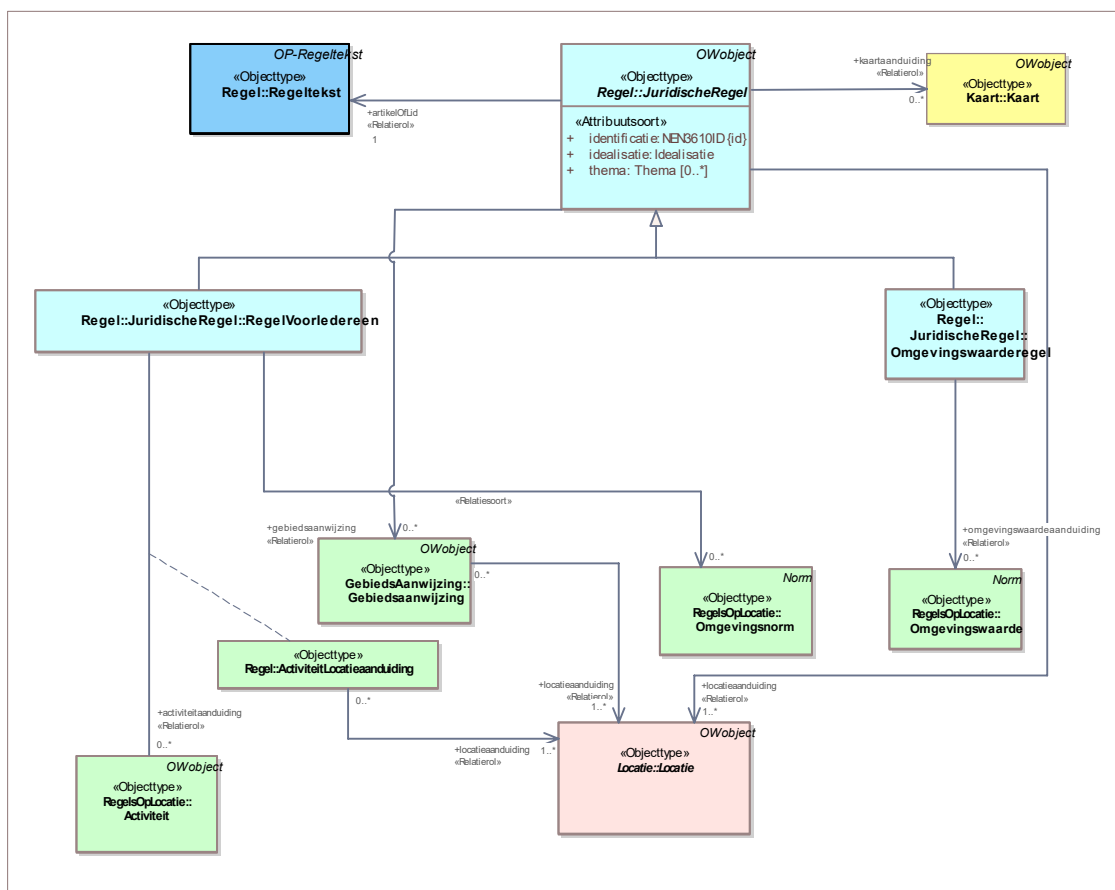 OP-Regeltekst
«Objecttype»
Regel::Regeltekst
OWobject
«Objecttype»
Regel::JuridischeRegel
«Attribuutsoort»
+ identificatie: NEN3610ID {id}
+ idealisatie: Idealisatie
+ thema: Thema [0..*]
OWobject
«Objecttype»
Kaart::Kaart
+kaartaanduiding
«Relatierol»
0..*
+artikelOfLid
«Relatierol»
1
«Objecttype»
Regel::JuridischeRegel::RegelVoorIedereen
«Objecttype»
Regel::
JuridischeRegel::
Omgevingswaarderegel
«Relatiesoort»
+gebiedsaanwijzing
«Relatierol»
0..*
+omgevingswaardeaanduiding
«Relatierol»
0..*
0..*
OWobject
«Objecttype»
GebiedsAanwijzing::
Gebiedsaanwijzing
0..*
Norm
«Objecttype»
RegelsOpLocatie::
Omgevingsnorm
Norm
«Objecttype»
RegelsOpLocatie::
Omgevingswaarde
«Objecttype»
Regel::ActiviteitLocatieaanduiding
0..*
+locatieaanduiding
«Relatierol»
1..*
+locatieaanduiding
«Relatierol»
1..*
+activiteitaanduiding
«Relatierol»
0..*
+locatieaanduiding
«Relatierol»
1..*
OWobject
«Objecttype»
Locatie::Locatie
OWobject
«Objecttype»
RegelsOpLocatie::
Activiteit